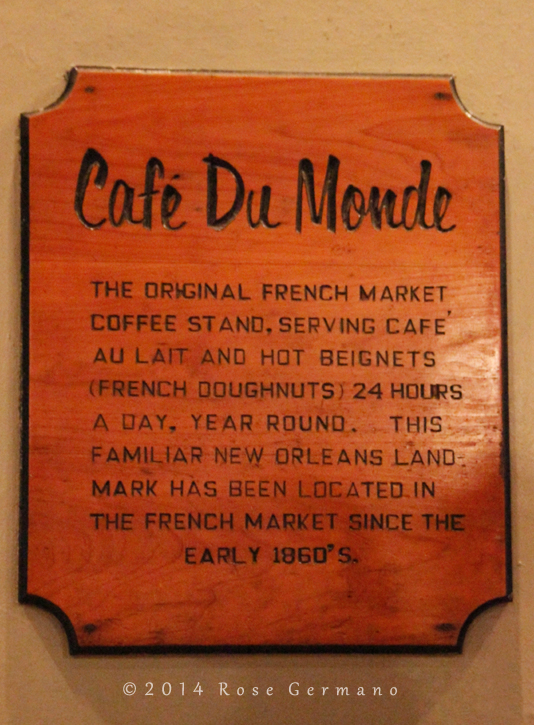 Café Du Monde
THE ORIGINAL FRENCH MARKET
COFFEE STAND, SERVING CAFE'
AU LAIT AND HOT BEIGNETS
(FRENCH DOUGHNUTS) 24 HOURS
A DAY, YEAR ROUND. THIS
FAMILIAR NEW ORLEANS LAND-
MARK HAS BEEN LOCATED IN
THE FRENCH MARKET SINCE THE
EARLY 1860'S.
©2014 Rose Germano